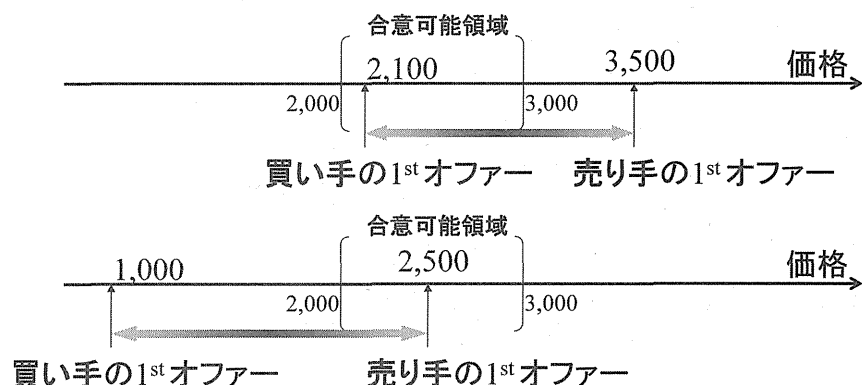 合意可能領域
2,100 3,500 価格
2,000 3,000
買い手の1stオファー 売り手の1stオファー
合意可能領域
1,000 2,500 価格
2,000 3,000
買い手の1stオファー 売り手の1stオファー